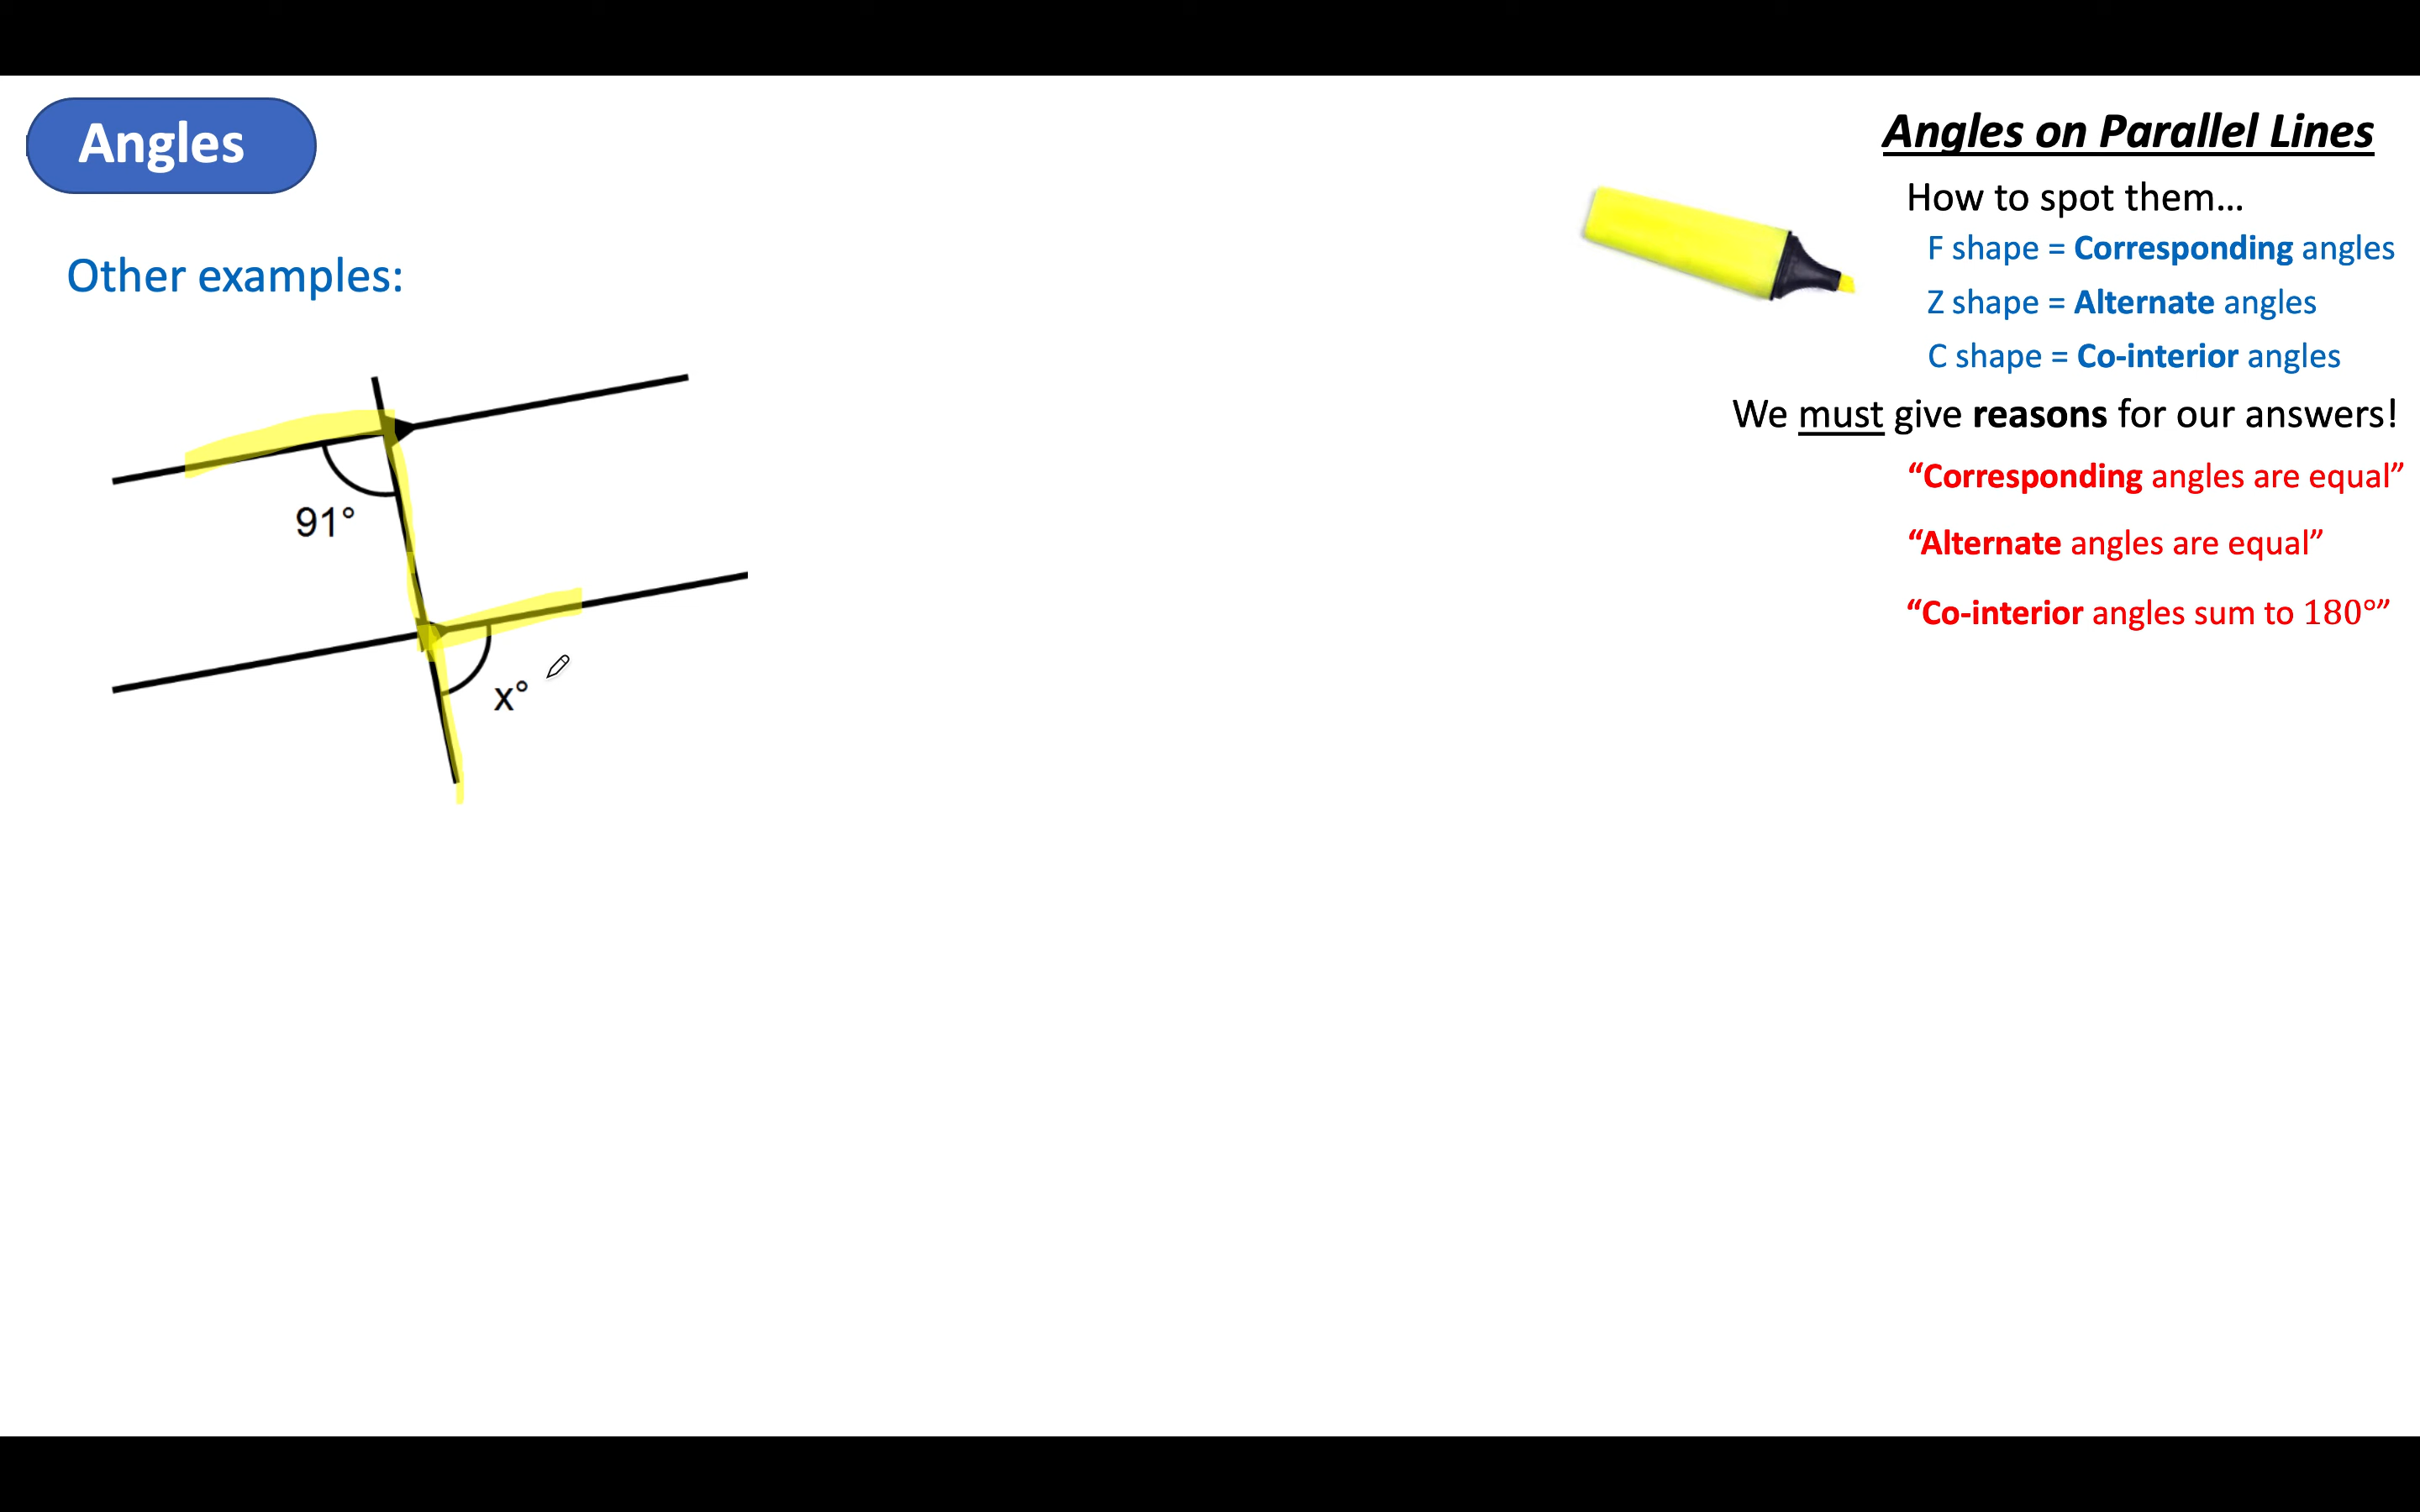 Angles
Other examples:
91°
x°
Angles on Parallel Lines
How to spot them...
F shape = Corresponding angles
Z shape = Alternate angles
C shape = Co-interior angles
We must give reasons for our answers!
“Corresponding angles are equal”
“Alternate angles are equal”
“Co-interior angles sum to 180°”